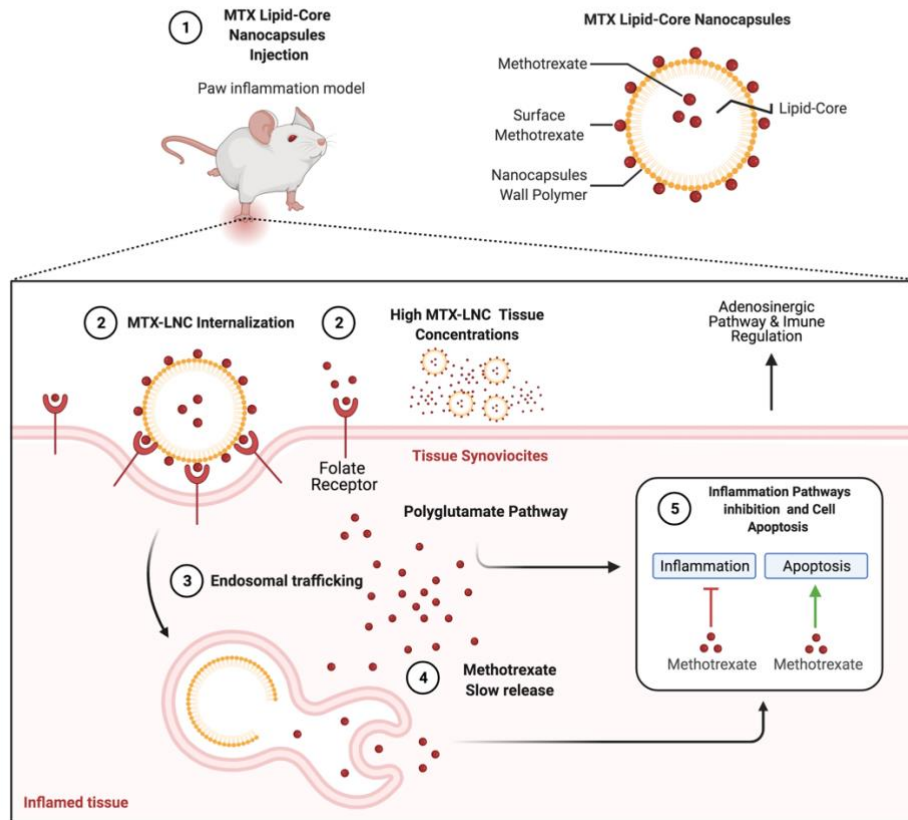 1
MTX Lipid-Core
Nanocapsules
Injection
Paw inflammation model
MTX Lipid-Core Nanocapsules
Methotrexate
Surface
Methotrexate
Lipid-Core
Nanocapsules
Wall Polymer
2
MTX-LNC Internalization
2
High MTX-LNC Tissue
Concentrations
Adenosinergic
Pathway & Imune
Regulation
Folate
Receptor
Tissue Synoviocites
Polyglutamate Pathway
3
Endosomal trafficking
4
Methotrexate
Slow release
5
Inflammation Pathways
inhibition and Cell
Apoptosis
Inflammation
Apoptosis
Methotrexate
Methotrexate
Inflamed tissue